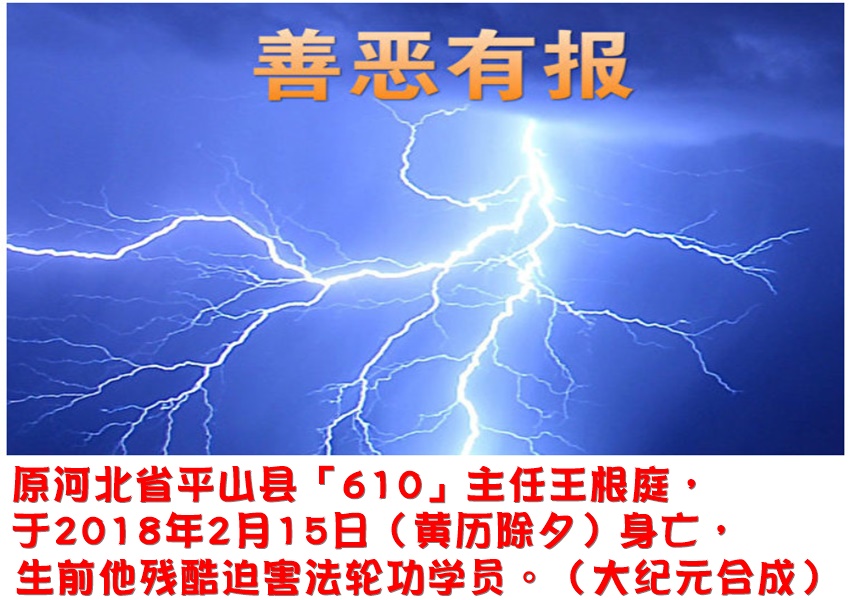 善恶有报
原河北省平山县「610」主任王根庭，
于2018年2月15日（黄历除夕）身亡，
生前他残酷迫害法轮功学员。（大纪元合成）